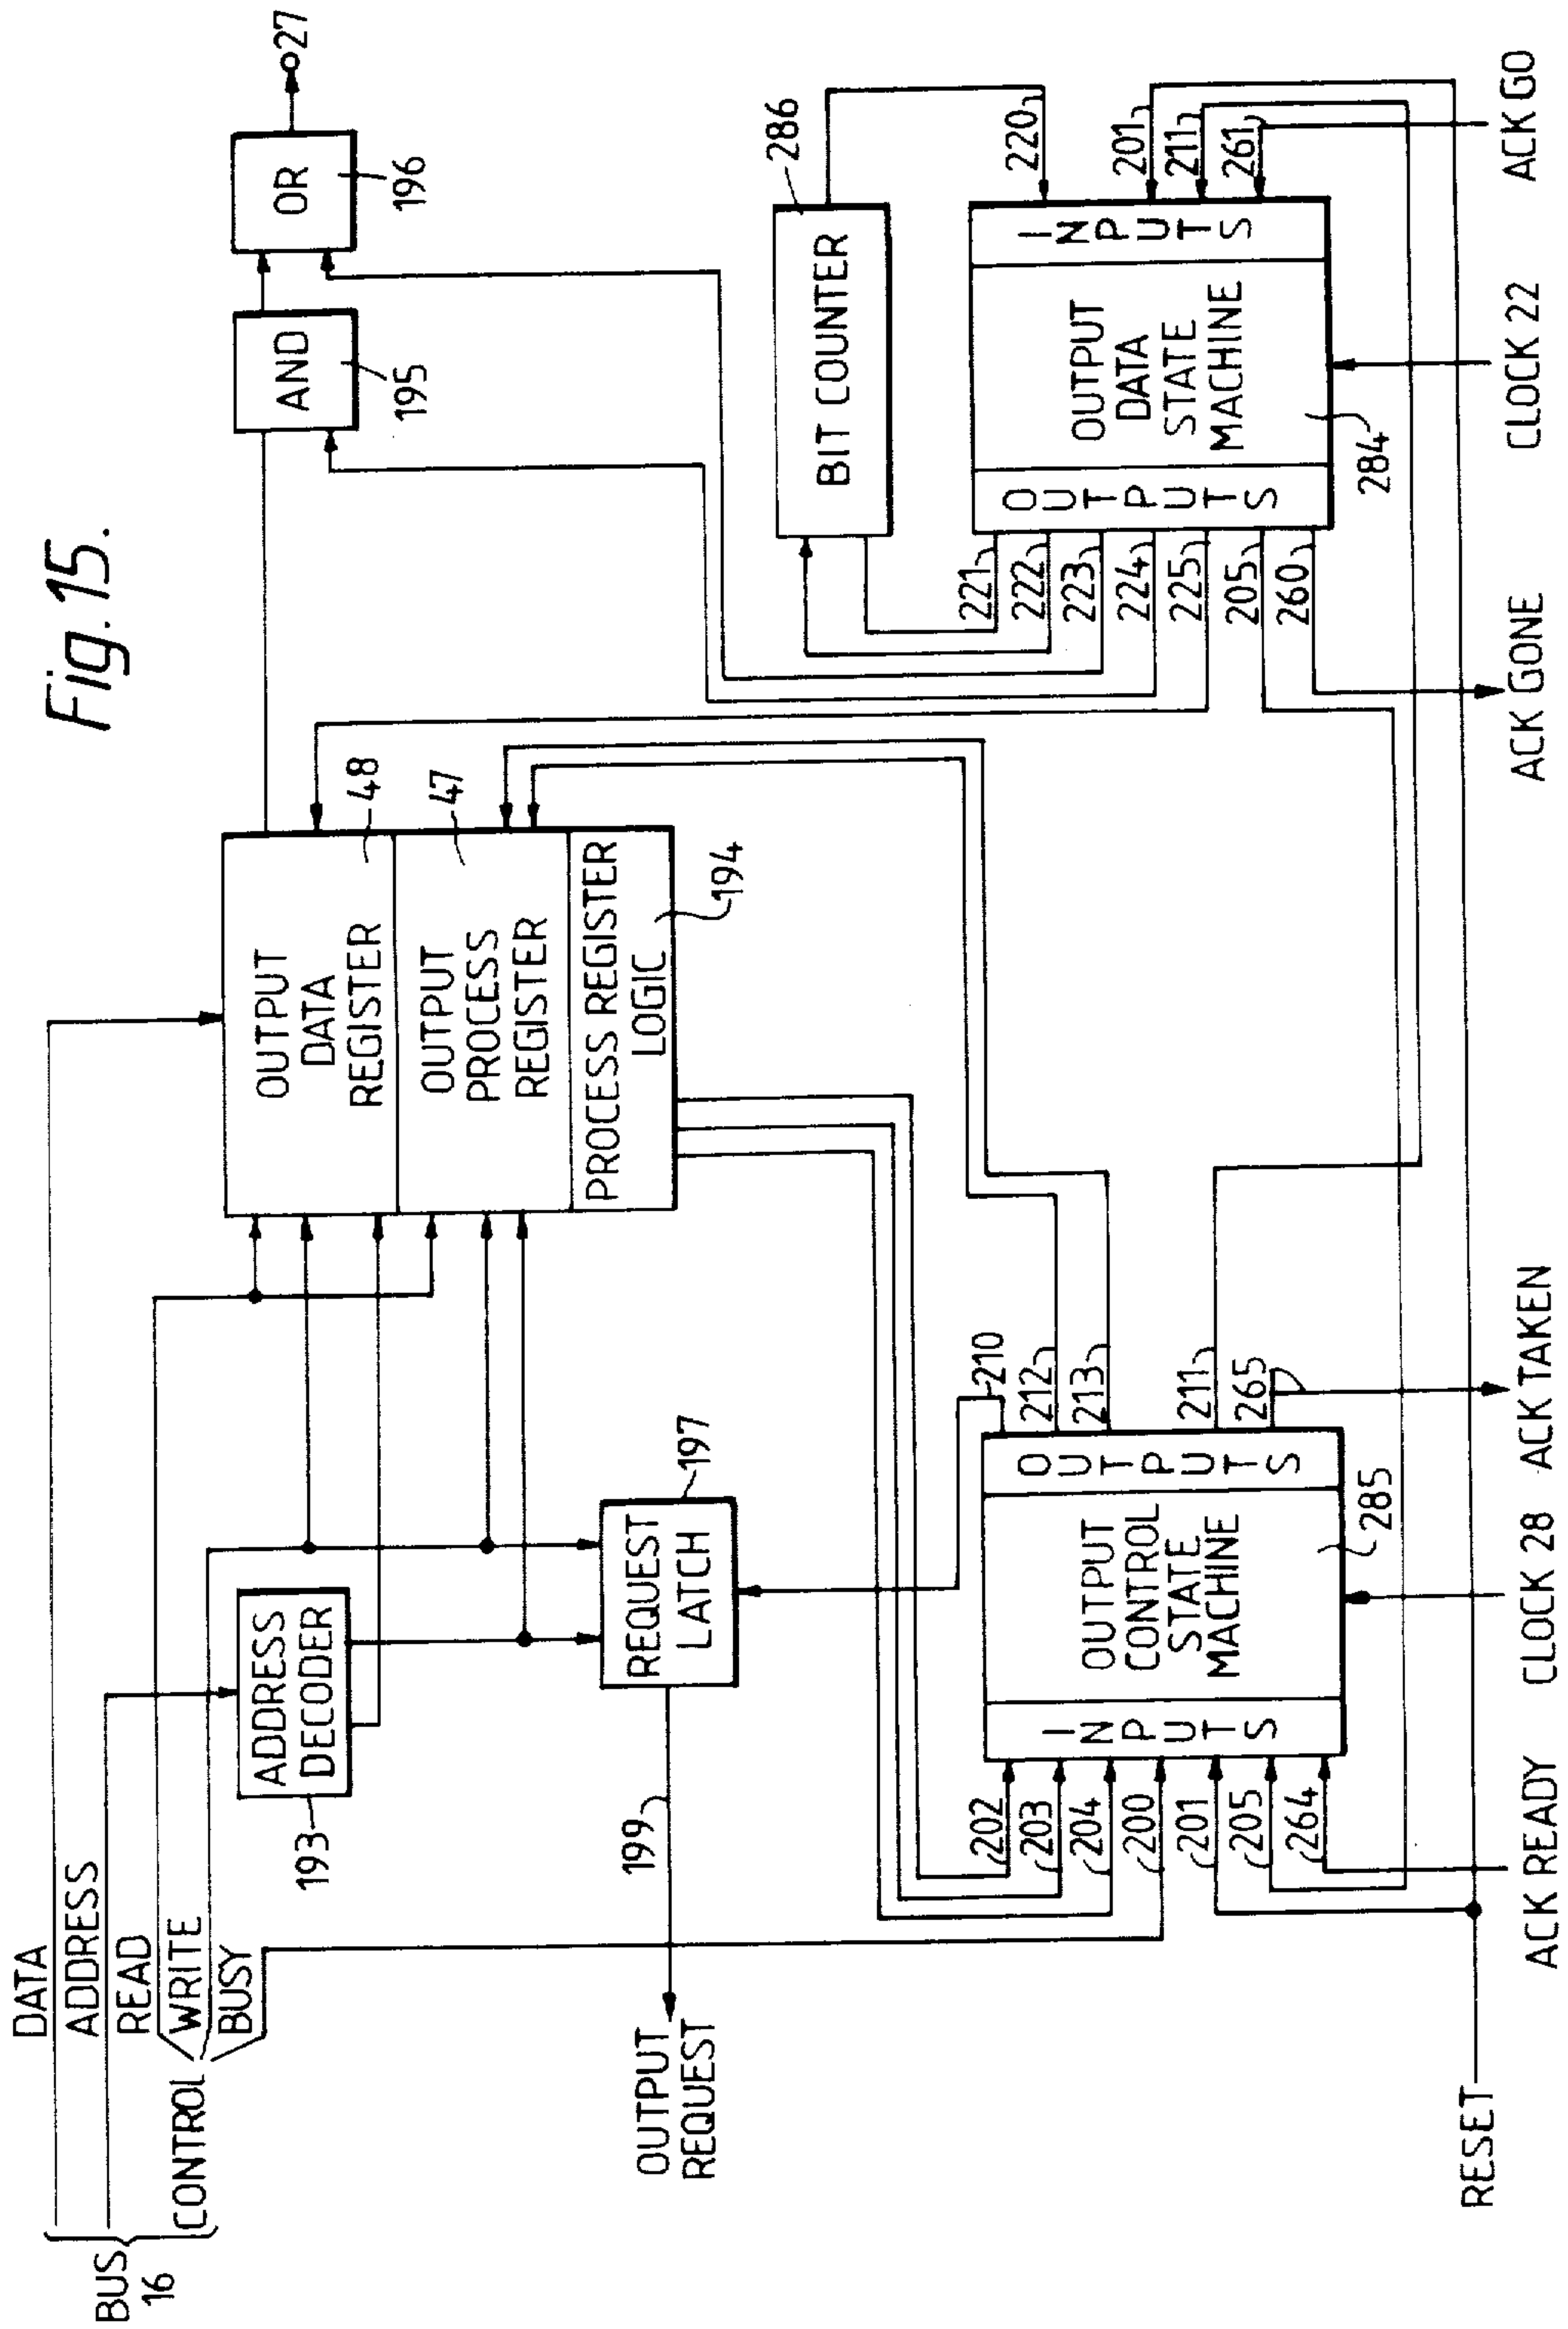 Fig. 15.
BUS
16
DATA
ADDRESS
CONTROL
READ
WRITE
BUSY
193
ADDRESS
DECODER
OUTPUT
DATA
REGISTER
48
OUTPUT
PROCESS
REGISTER
47
PROCESS REGISTER
LOGIC
194
AND
195
OR
196
27
OUTPUT
REQUEST
199
REQUEST
LATCH
197
BIT COUNTER
286
202
203
204
200
201
205
264
INPUTS
OUTPUT
CONTROL
STATE
MACHINE
285
OUTPUTS
210
212
213
211
265
221
222
223
224
225
205
260
OUTPUTS
OUTPUT
DATA
STATE
MACHINE
284
INPUTS
220
201
211
261
RESET
ACK READY
CLOCK 28
ACK TAKEN
ACK GONE
CLOCK 22
ACK GO